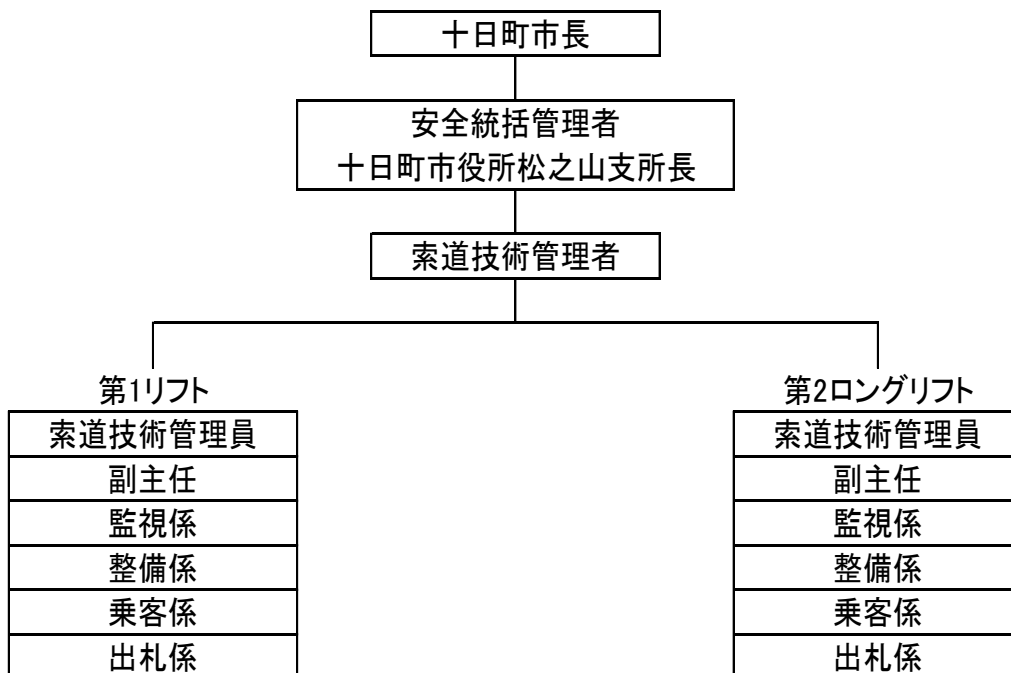 十日町市長
安全統括管理者
十日町市役所松之山支所長
索道技術管理者
第1リフト
索道技術管理員
副主任
監視係
整備係
乗客係
出札係
第2ロングリフト
索道技術管理員
副主任
監視係
整備係
乗客係
出札係